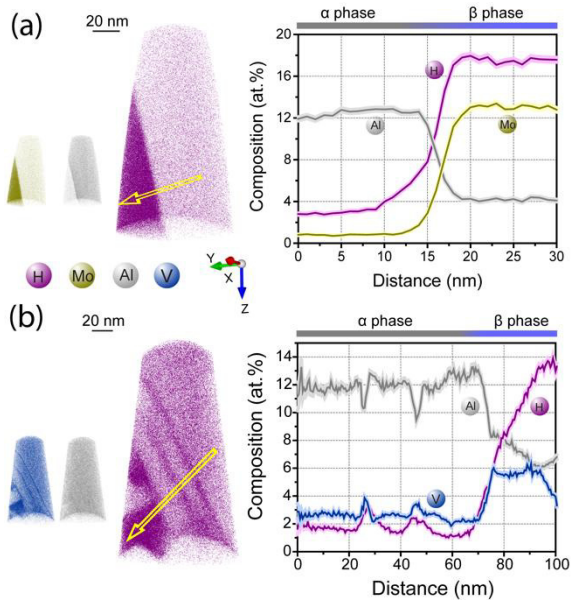 (a)
20 nm
α phase
β phase
20
16
12
8
4
0
Composition (at.%)
H
Al
Mo
0
5
10
15
20
25
30
Distance (nm)
H
Mo
Al
V
Y
X
Z
(b)
20 nm
α phase
β phase
14
12
10
8
6
4
2
0
Composition (at.%)
Al
H
V
0
20
40
60
80
100
Distance (nm)